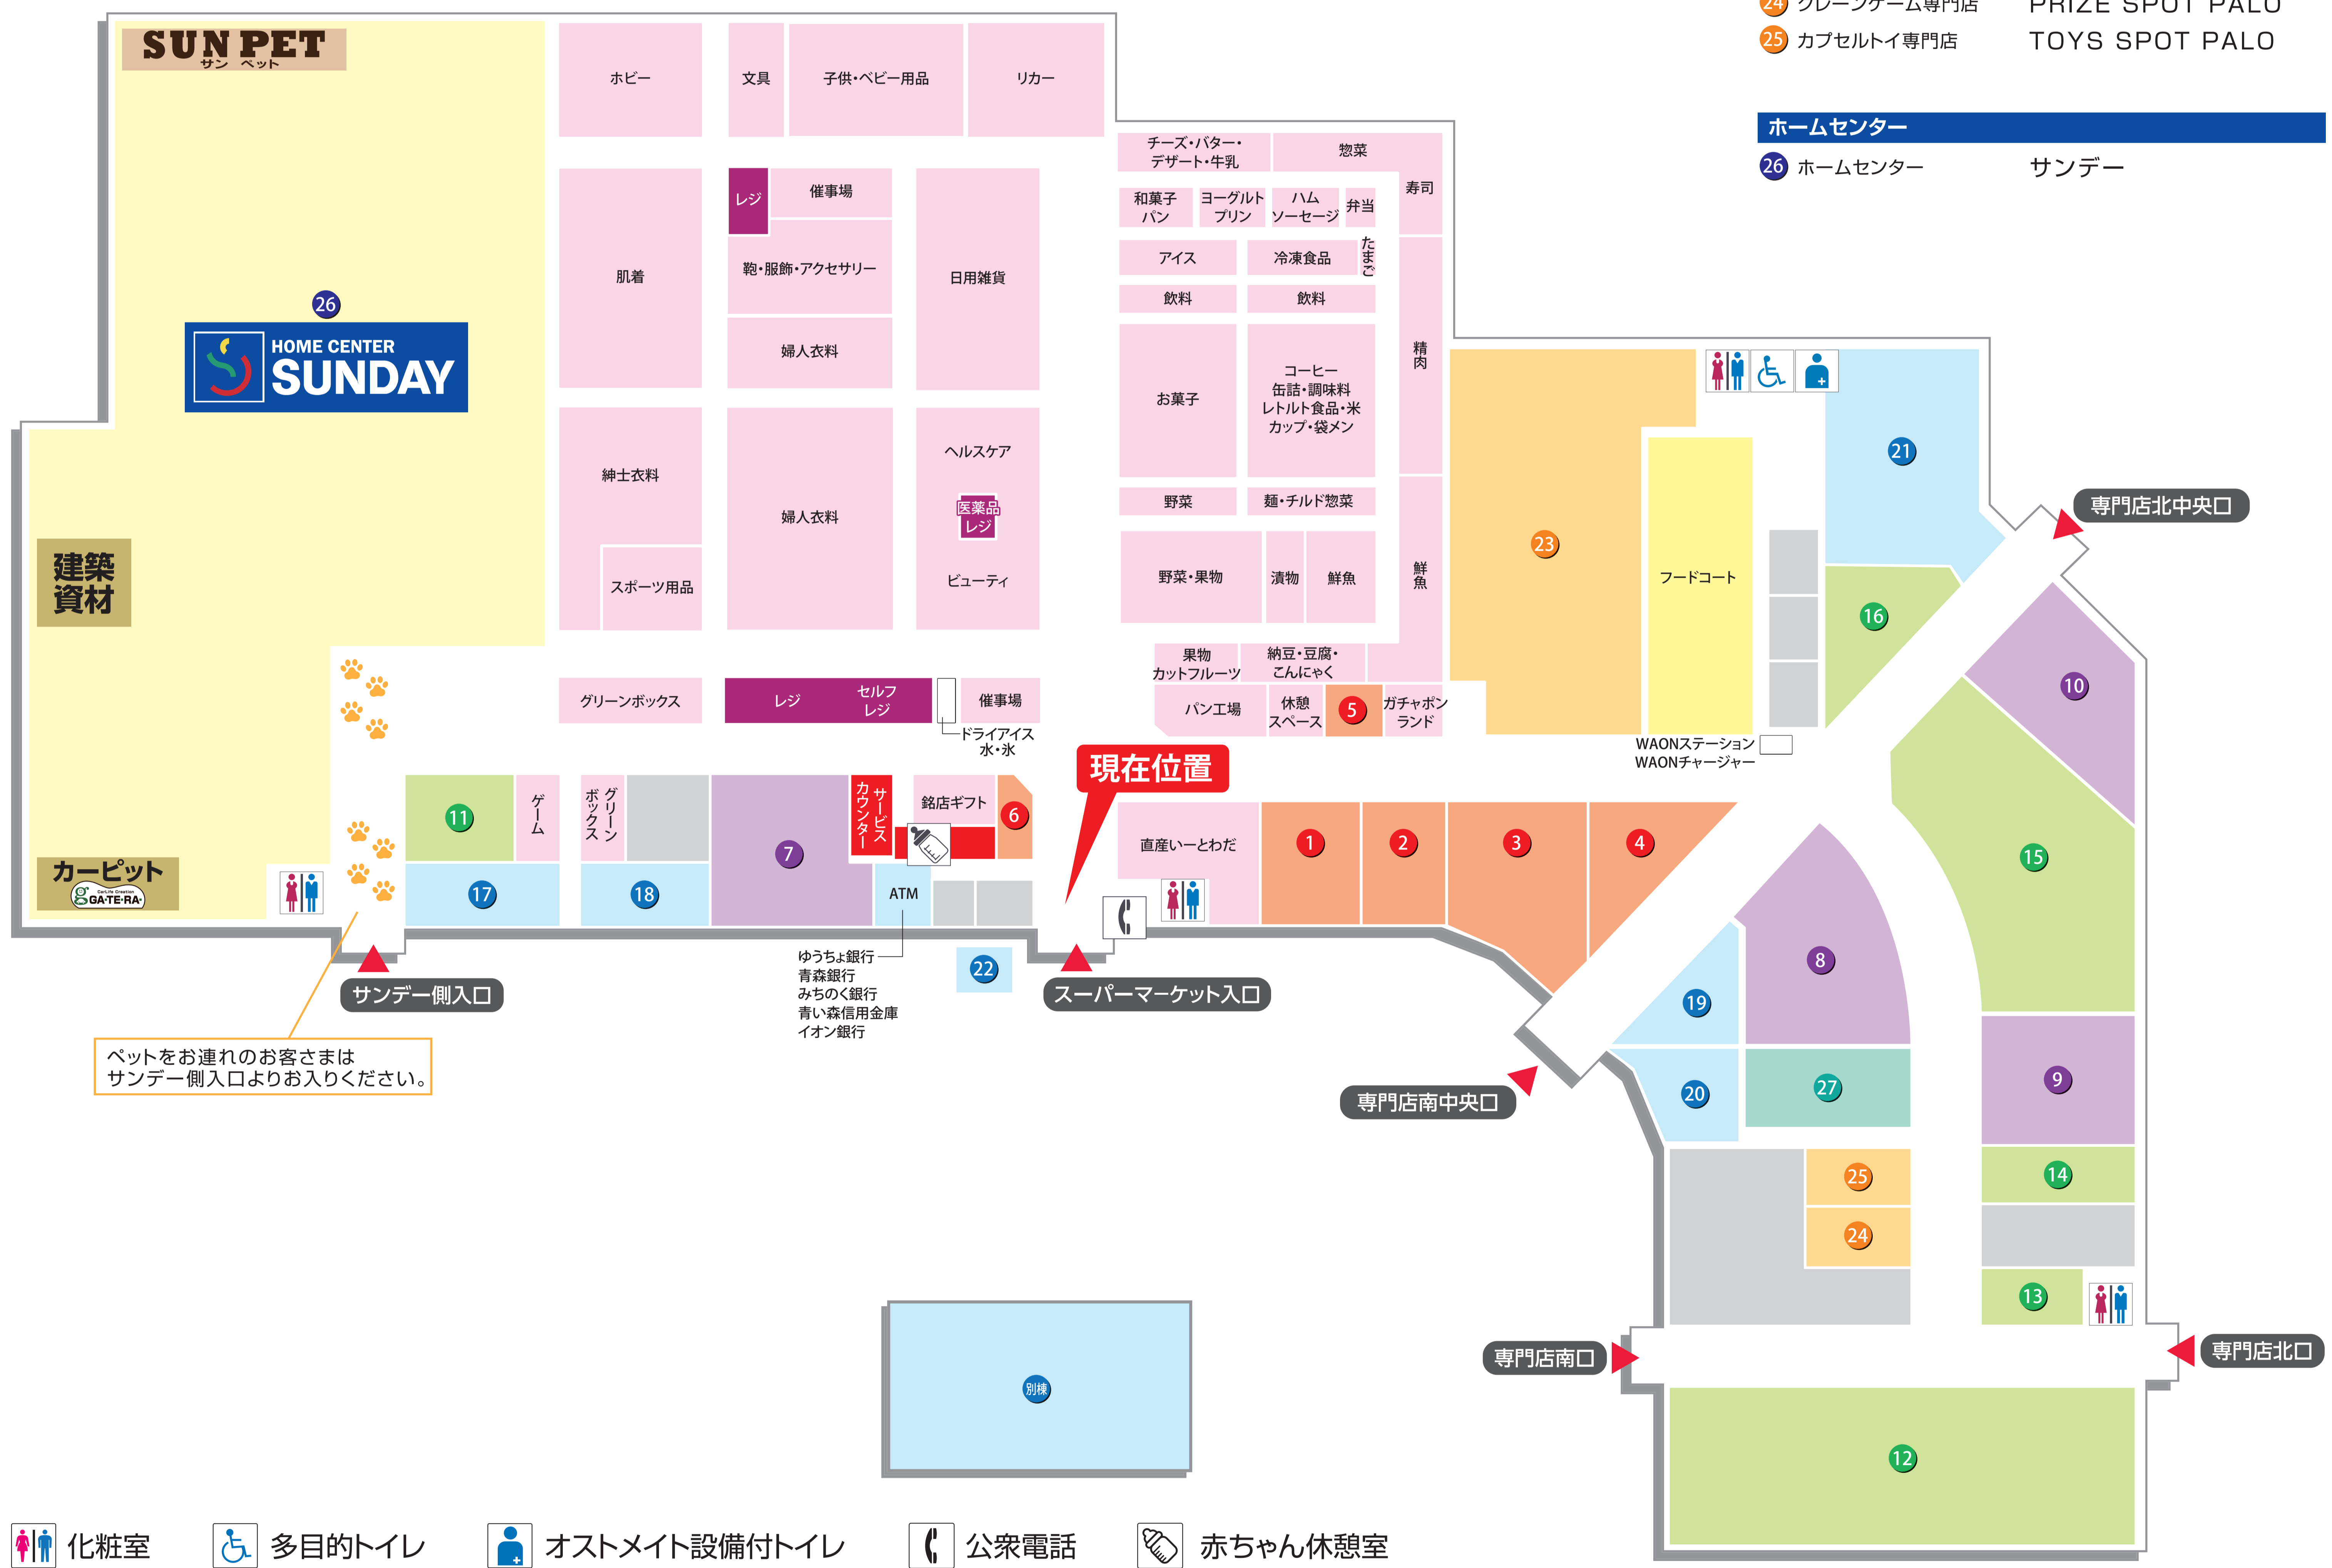 24 クレーンゲーム専門店 PRIZE SPOT PALO
25 カプセルトイ専門店 TOYS SPOT PALO
ホームセンター
26 ホームセンター サンデー
SUN PET
サン ペット
26
HOME CENTER
SUNDAY
建築
資材
カーピット
CarLife Creation
GA・TE・RA・
ホビー
文具
子供・ベビー用品
リカー
肌着
レジ
催事場
鞄・服飾・アクセサリー
婦人衣料
日用雑貨
紳士衣料
スポーツ用品
婦人衣料
ヘルスケア
医薬品
レジ
ビューティ
グリーンボックス
レジ
セルフ
レジ
催事場
ドライアイス
水・氷
チーズ・バター・
デザート・牛乳
惣菜
寿司
和菓子
パン
ヨーグルト
プリン
ハム
ソーセージ
弁当
アイス
冷凍食品
たまご
飲料
飲料
精肉
お菓子
コーヒー
缶詰・調味料
レトルト食品・米
カップ・袋メン
野菜
麺・チルド惣菜
野菜・果物
漬物
鮮魚
鮮魚
果物
カットフルーツ
納豆・豆腐・
こんにゃく
パン工場
休憩
スペース
5
ガチャポン
ランド
23
フードコート
21
16
専門店北中央口
10
WAONステーション
WAONチャージャー
現在位置
11
ゲーム
グリーン
ボックス
7
サービス
カウンター
銘店ギフト
6
17
18
ATM
ゆうちょ銀行
青森銀行
みちのく銀行
青い森信用金庫
イオン銀行
22
直産いーとわだ
1
2
3
4
15
8
19
20
27
9
25
24
14
13
12
サンデー側入口
スーパーマーケット入口
専門店南中央口
専門店南口
専門店北口
ペットをお連れのお客さまは
サンデー側入口よりお入りください。
別棟
化粧室
多目的トイレ
オストメイト設備付トイレ
公衆電話
赤ちゃん休憩室